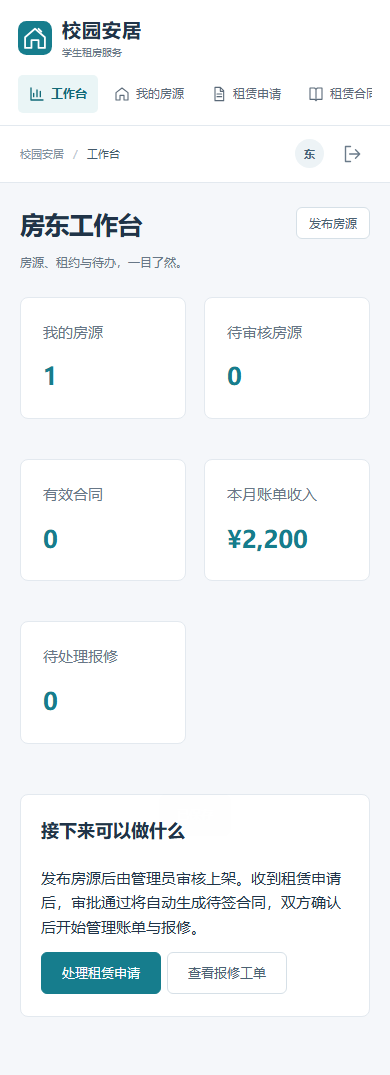 校园安居
学生租房服务
工作台 我的房源 租赁申请 租赁合同
校园安居 / 工作台 东
房东工作台 发布房源
房源、租约与待办，一目了然。
我的房源 待审核房源
1 0
有效合同 本月账单收入
0 ¥2,200
待处理报修
0
接下来可以做什么
发布房源后由管理员审核上架。收到租赁申请
后，审批通过将自动生成待签合同，双方确认
后开始管理账单与报修。
处理租赁申请 查看报修工单